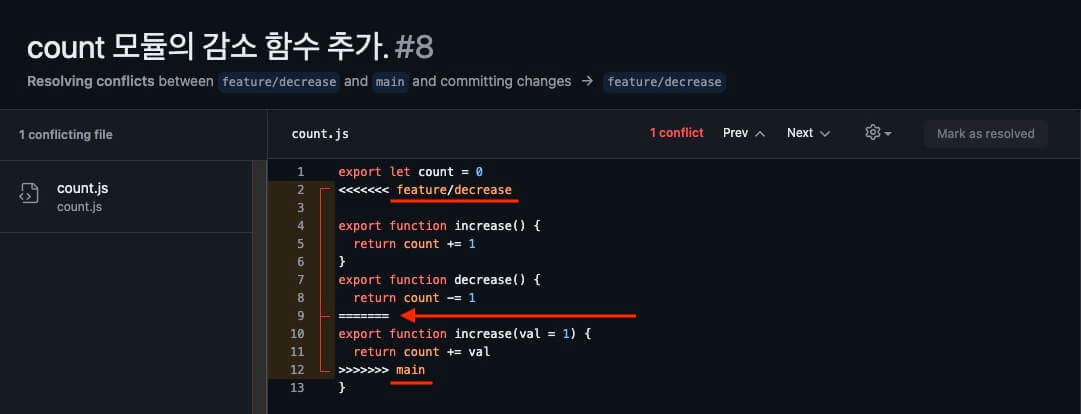 count 모듈의 감소 함수 추가. #8
Resolving conflicts between feature/decrease and main and committing changes → feature/decrease
1 conflicting file
count.js 1 conflict Prev Next Mark as resolved
count.js
count.js
1 export let count = 0
2 <<<<<<< feature/decrease
3
4 export function increase() {
5   return count += 1
6 }
7 export function decrease() {
8   return count -= 1
9 =======
10 export function increase(val = 1) {
11   return count += val
12 >>>>>>> main
13 }